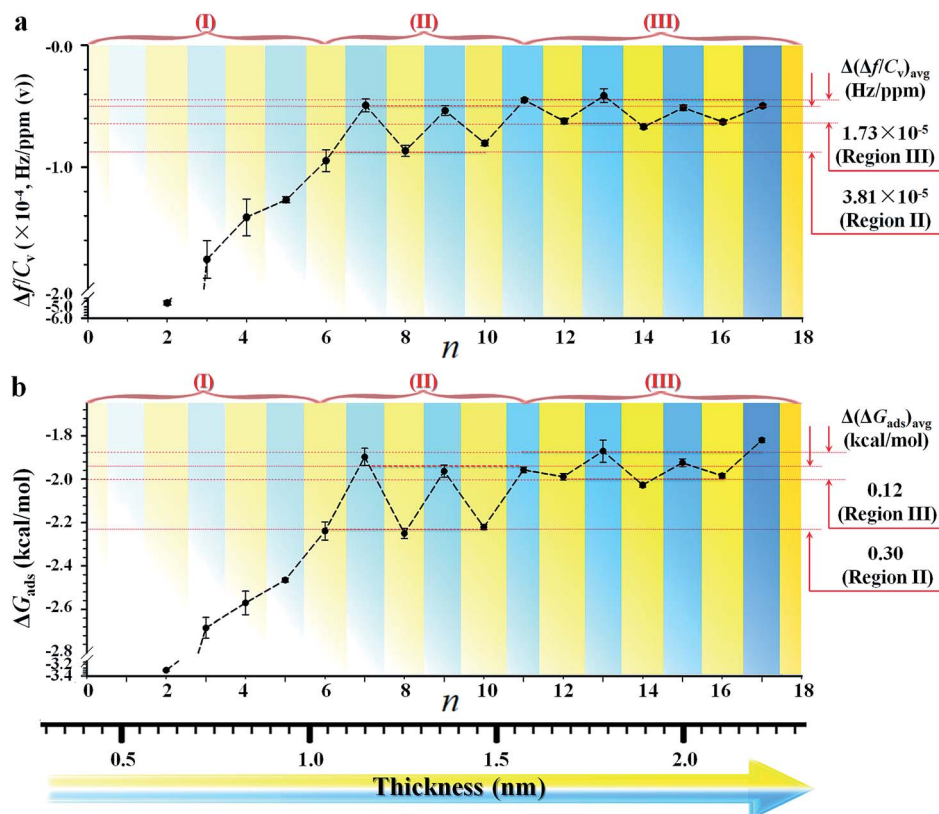 a
(I) (II) (III)
-0.0
-1.0
-2.0
-5.0
-6.0
Δf/Cv (×10⁻⁴, Hz/ppm (v))
0 2 4 6 8 10 12 14 16 18
n
Δ(Δf/Cv)avg
(Hz/ppm)
1.73×10⁻⁵
(Region III)
3.81×10⁻⁵
(Region II)
b
(I) (II) (III)
-1.8
-2.0
-2.2
-2.4
-2.6
-2.8
-3.2
-3.4
ΔGads (kcal/mol)
0 2 4 6 8 10 12 14 16 18
n
Δ(ΔGads)avg
(kcal/mol)
0.12
(Region III)
0.30
(Region II)
0.5 1.0 1.5 2.0
Thickness (nm)